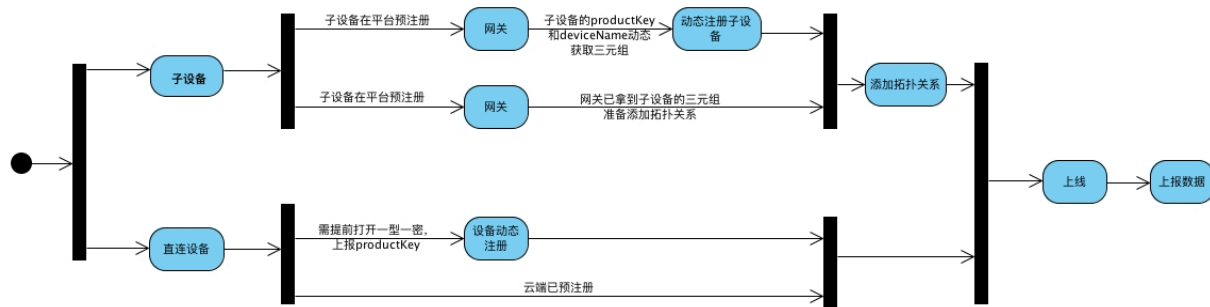 子设备在平台预注册
网关
子设备的productKey
和deviceName动态
获取三元组
动态注册子设
备
子设备
子设备在平台预注册
网关
网关已拿到子设备的三元组
准备添加拓扑关系
添加拓扑关系
上线
上报数据
直连设备
需提前打开一型一密，
上报productKey
设备动态
注册
云端已预注册